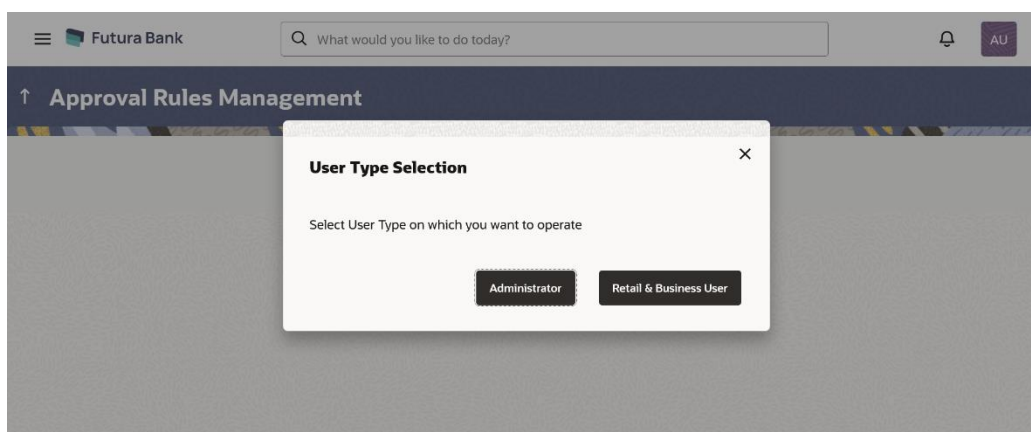 Futura Bank
What would you like to do today?
AU
Approval Rules Management
User Type Selection
Select User Type on which you want to operate
Administrator
Retail & Business User